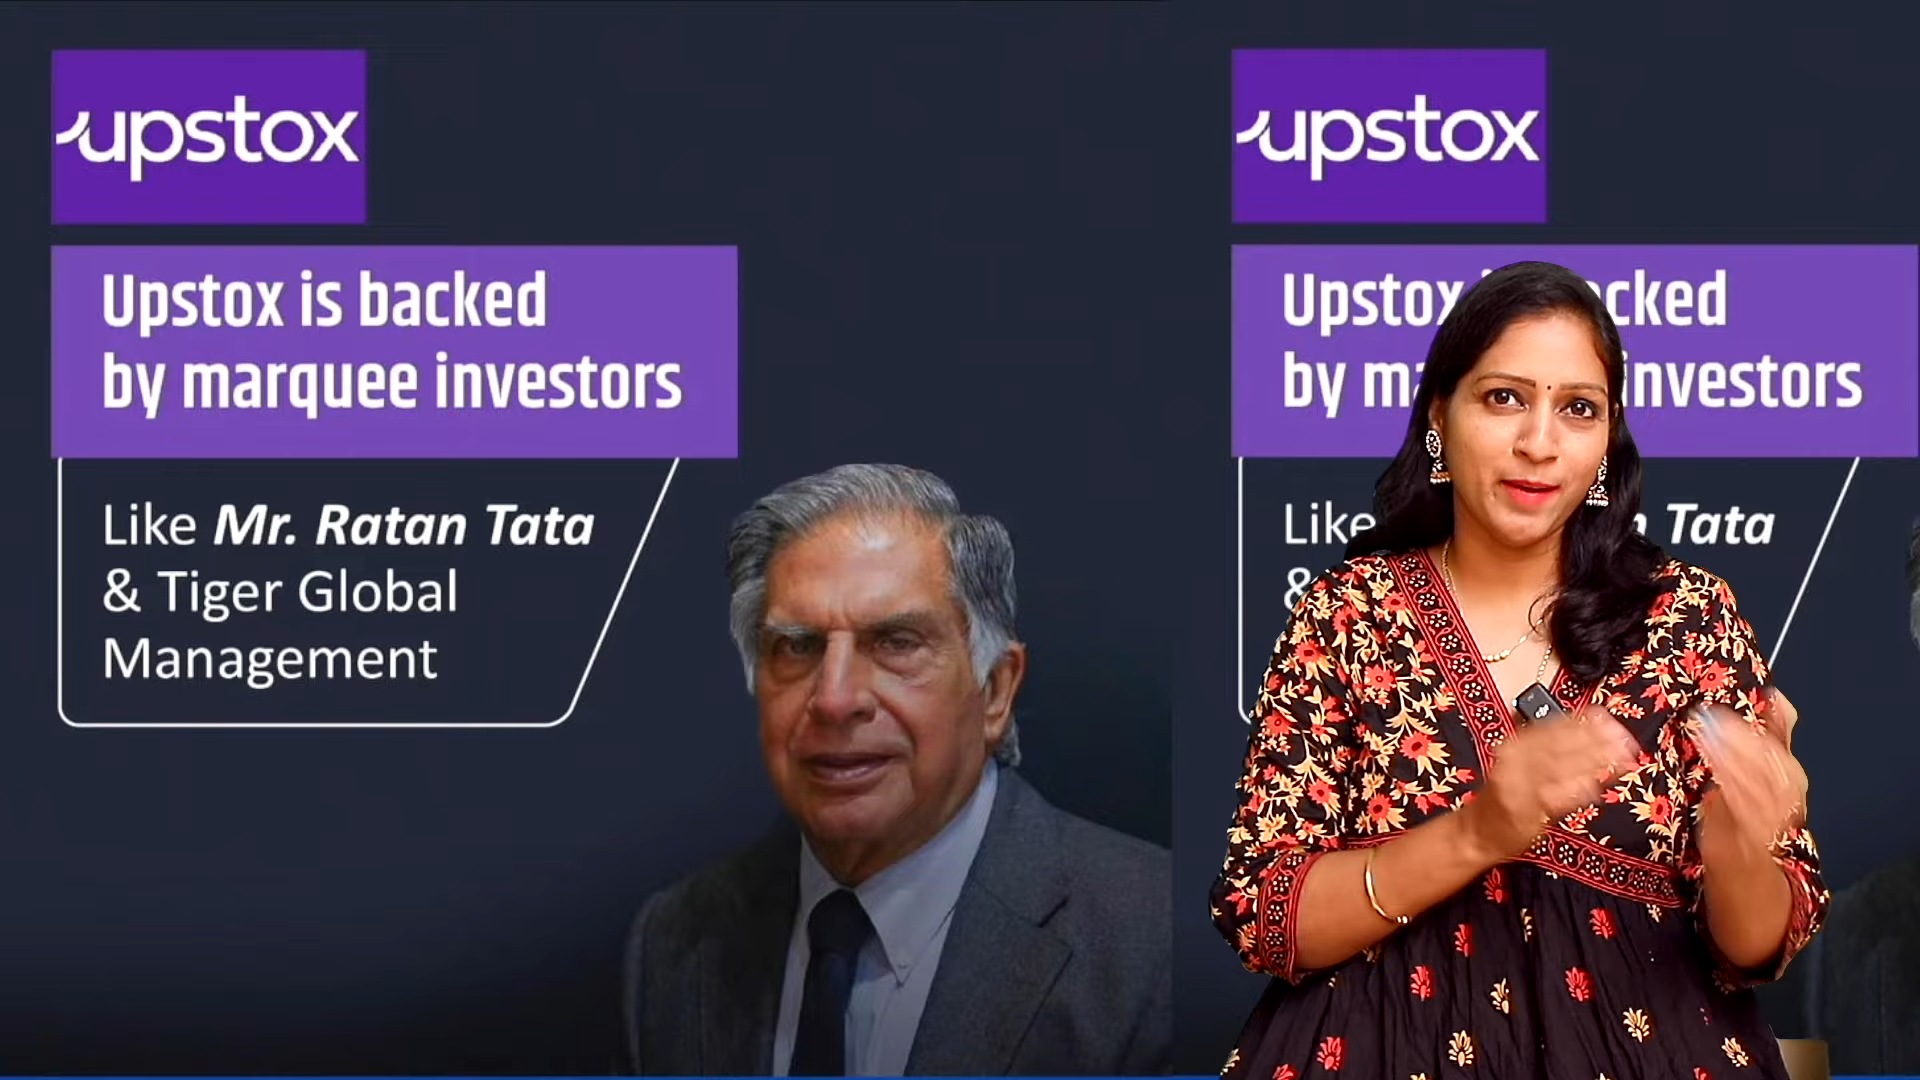 upstox
Upstox is backed
by marquee investors
Like Mr. Ratan Tata
& Tiger Global
Management
upstox
Upstox
by investors
Like Tata
&